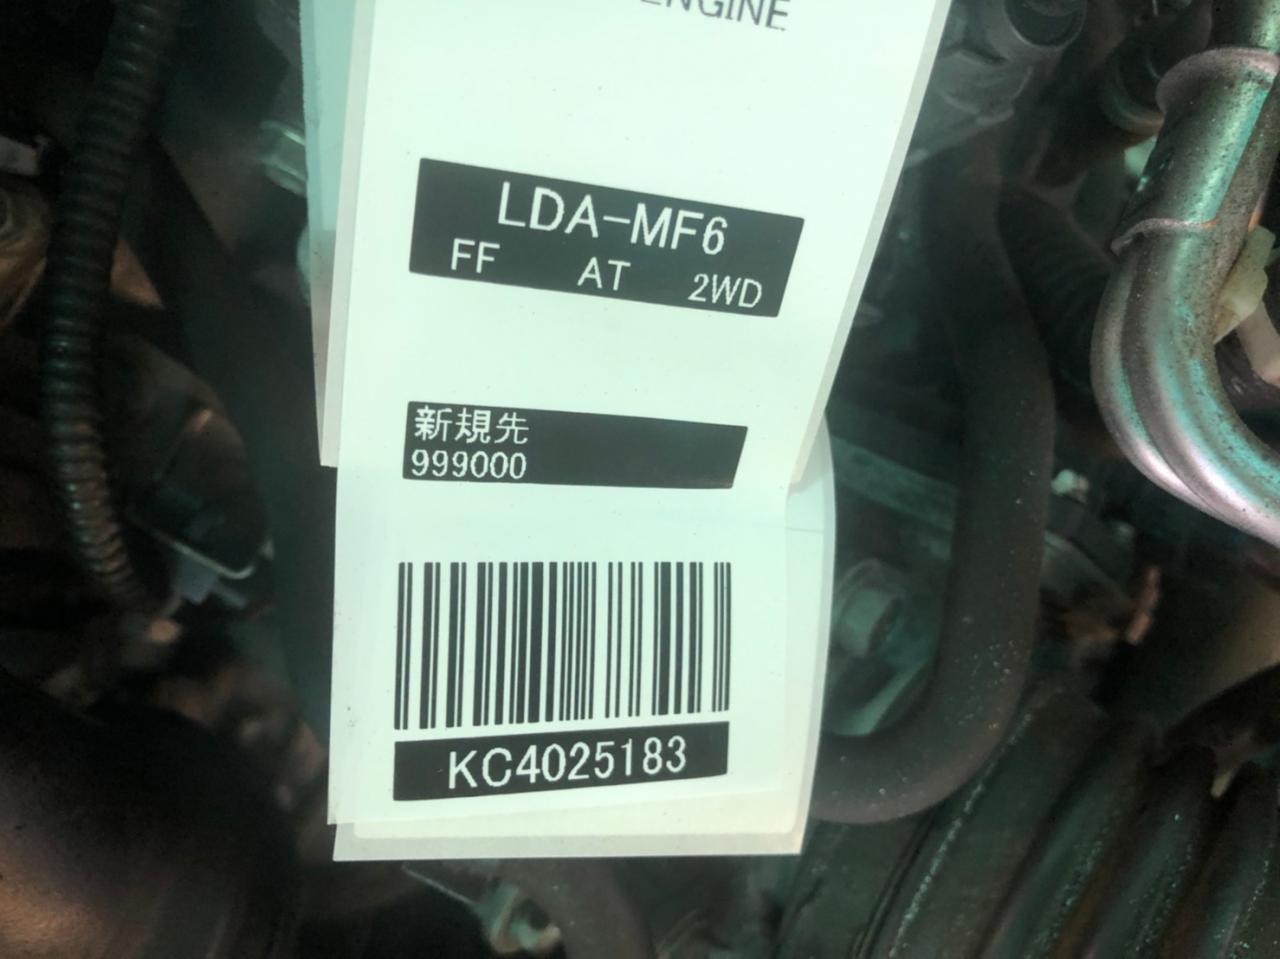 ENGINE
LDA-MF6
FF AT 2WD
新規先
999000
KC4025183